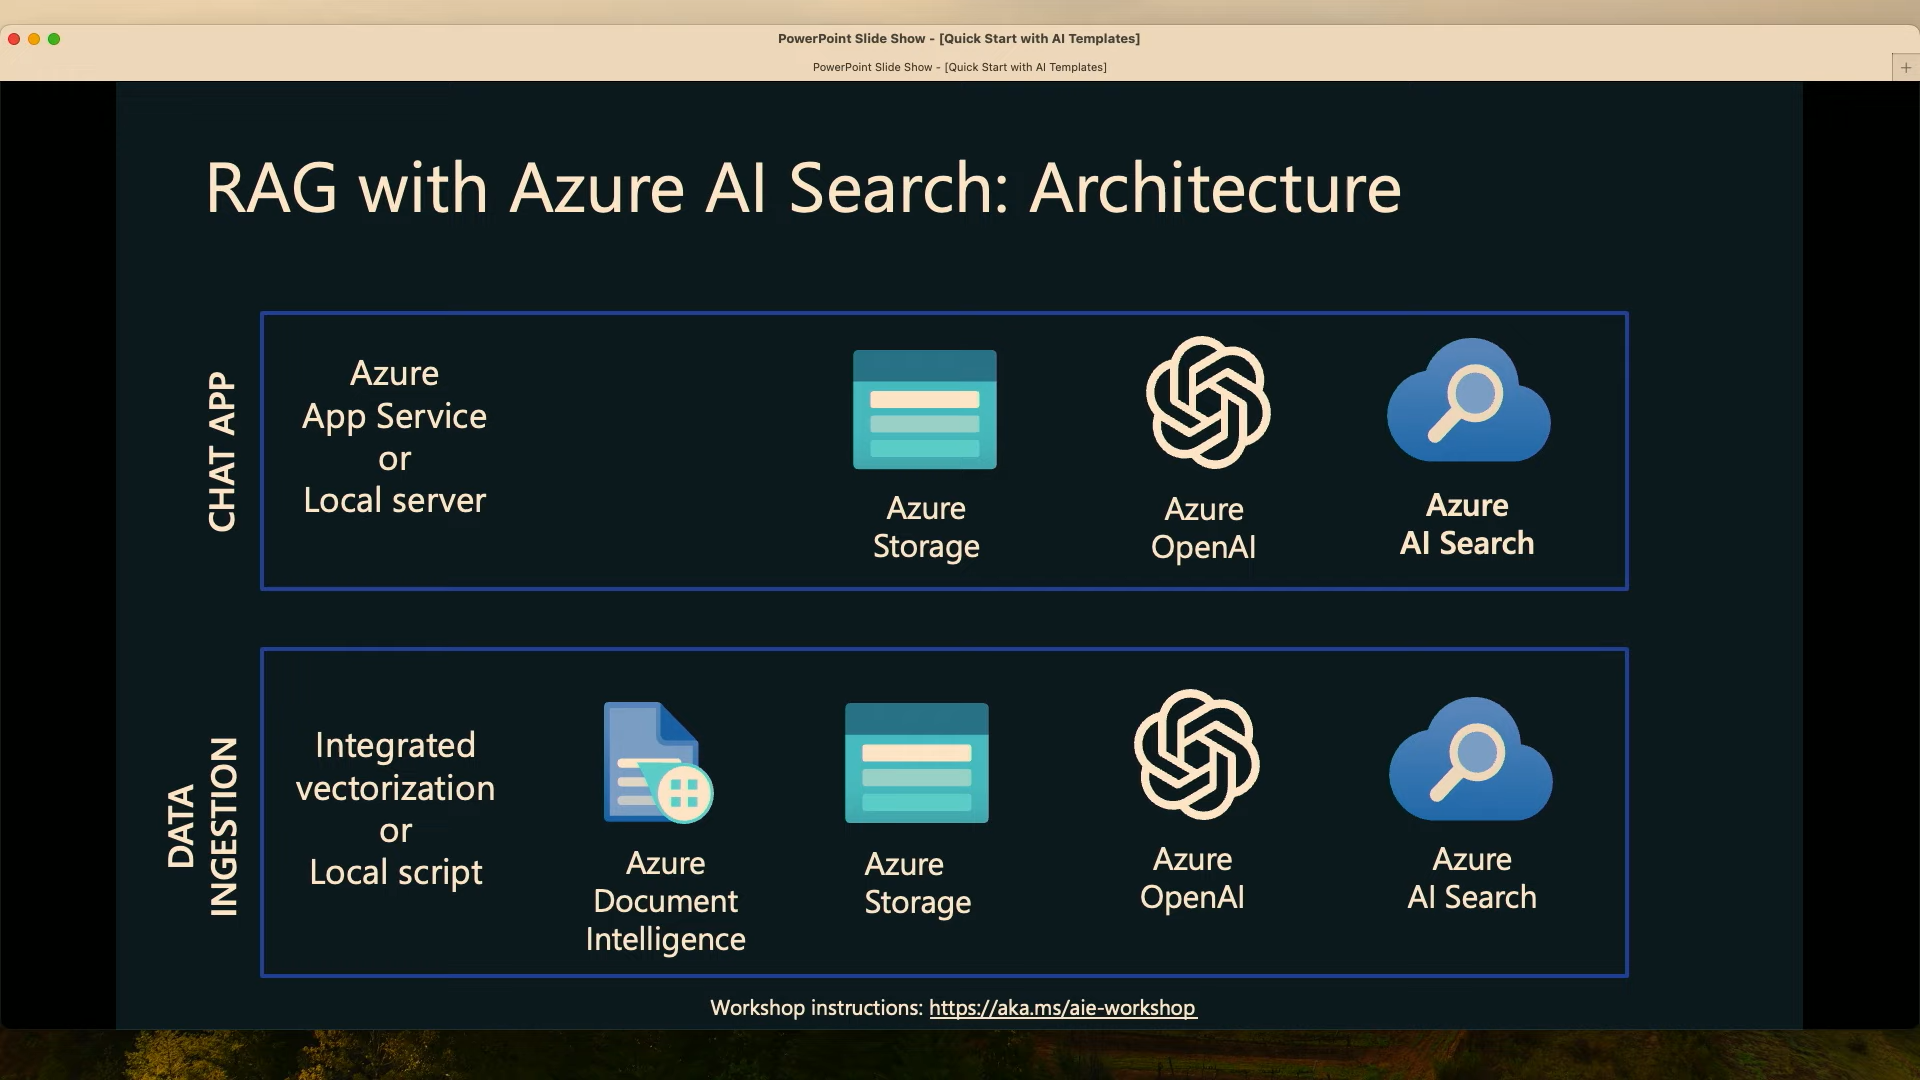 PowerPoint Slide Show - [Quick Start with AI Templates]
PowerPoint Slide Show - [Quick Start with AI Templates]
RAG with Azure AI Search: Architecture
CHAT APP
Azure
App Service
or
Local server
Azure
Storage
Azure
OpenAI
Azure
AI Search
DATA
INGESTION
Integrated
vectorization
or
Local script
Azure
Document
Intelligence
Azure
Storage
Azure
OpenAI
Azure
AI Search
Workshop instructions: https://aka.ms/aie-workshop